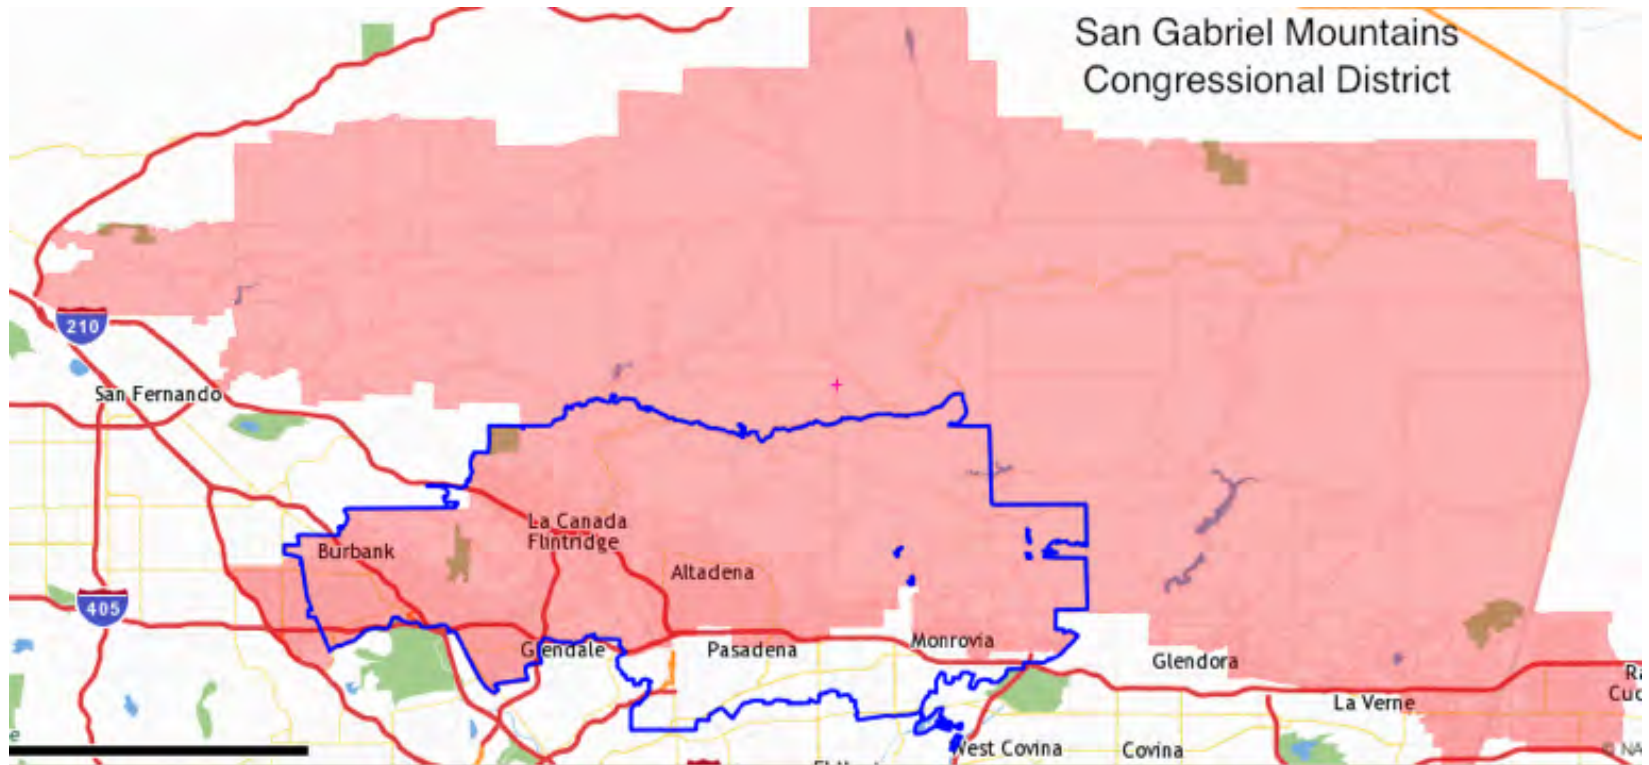 San Gabriel Mountains
Congressional District
210
San Fernando
La Canada
Flintridge
Burbank
Altadena
405
Glendale
Pasadena
Monrovia
Glendora
La Verne
West Covina
Covina